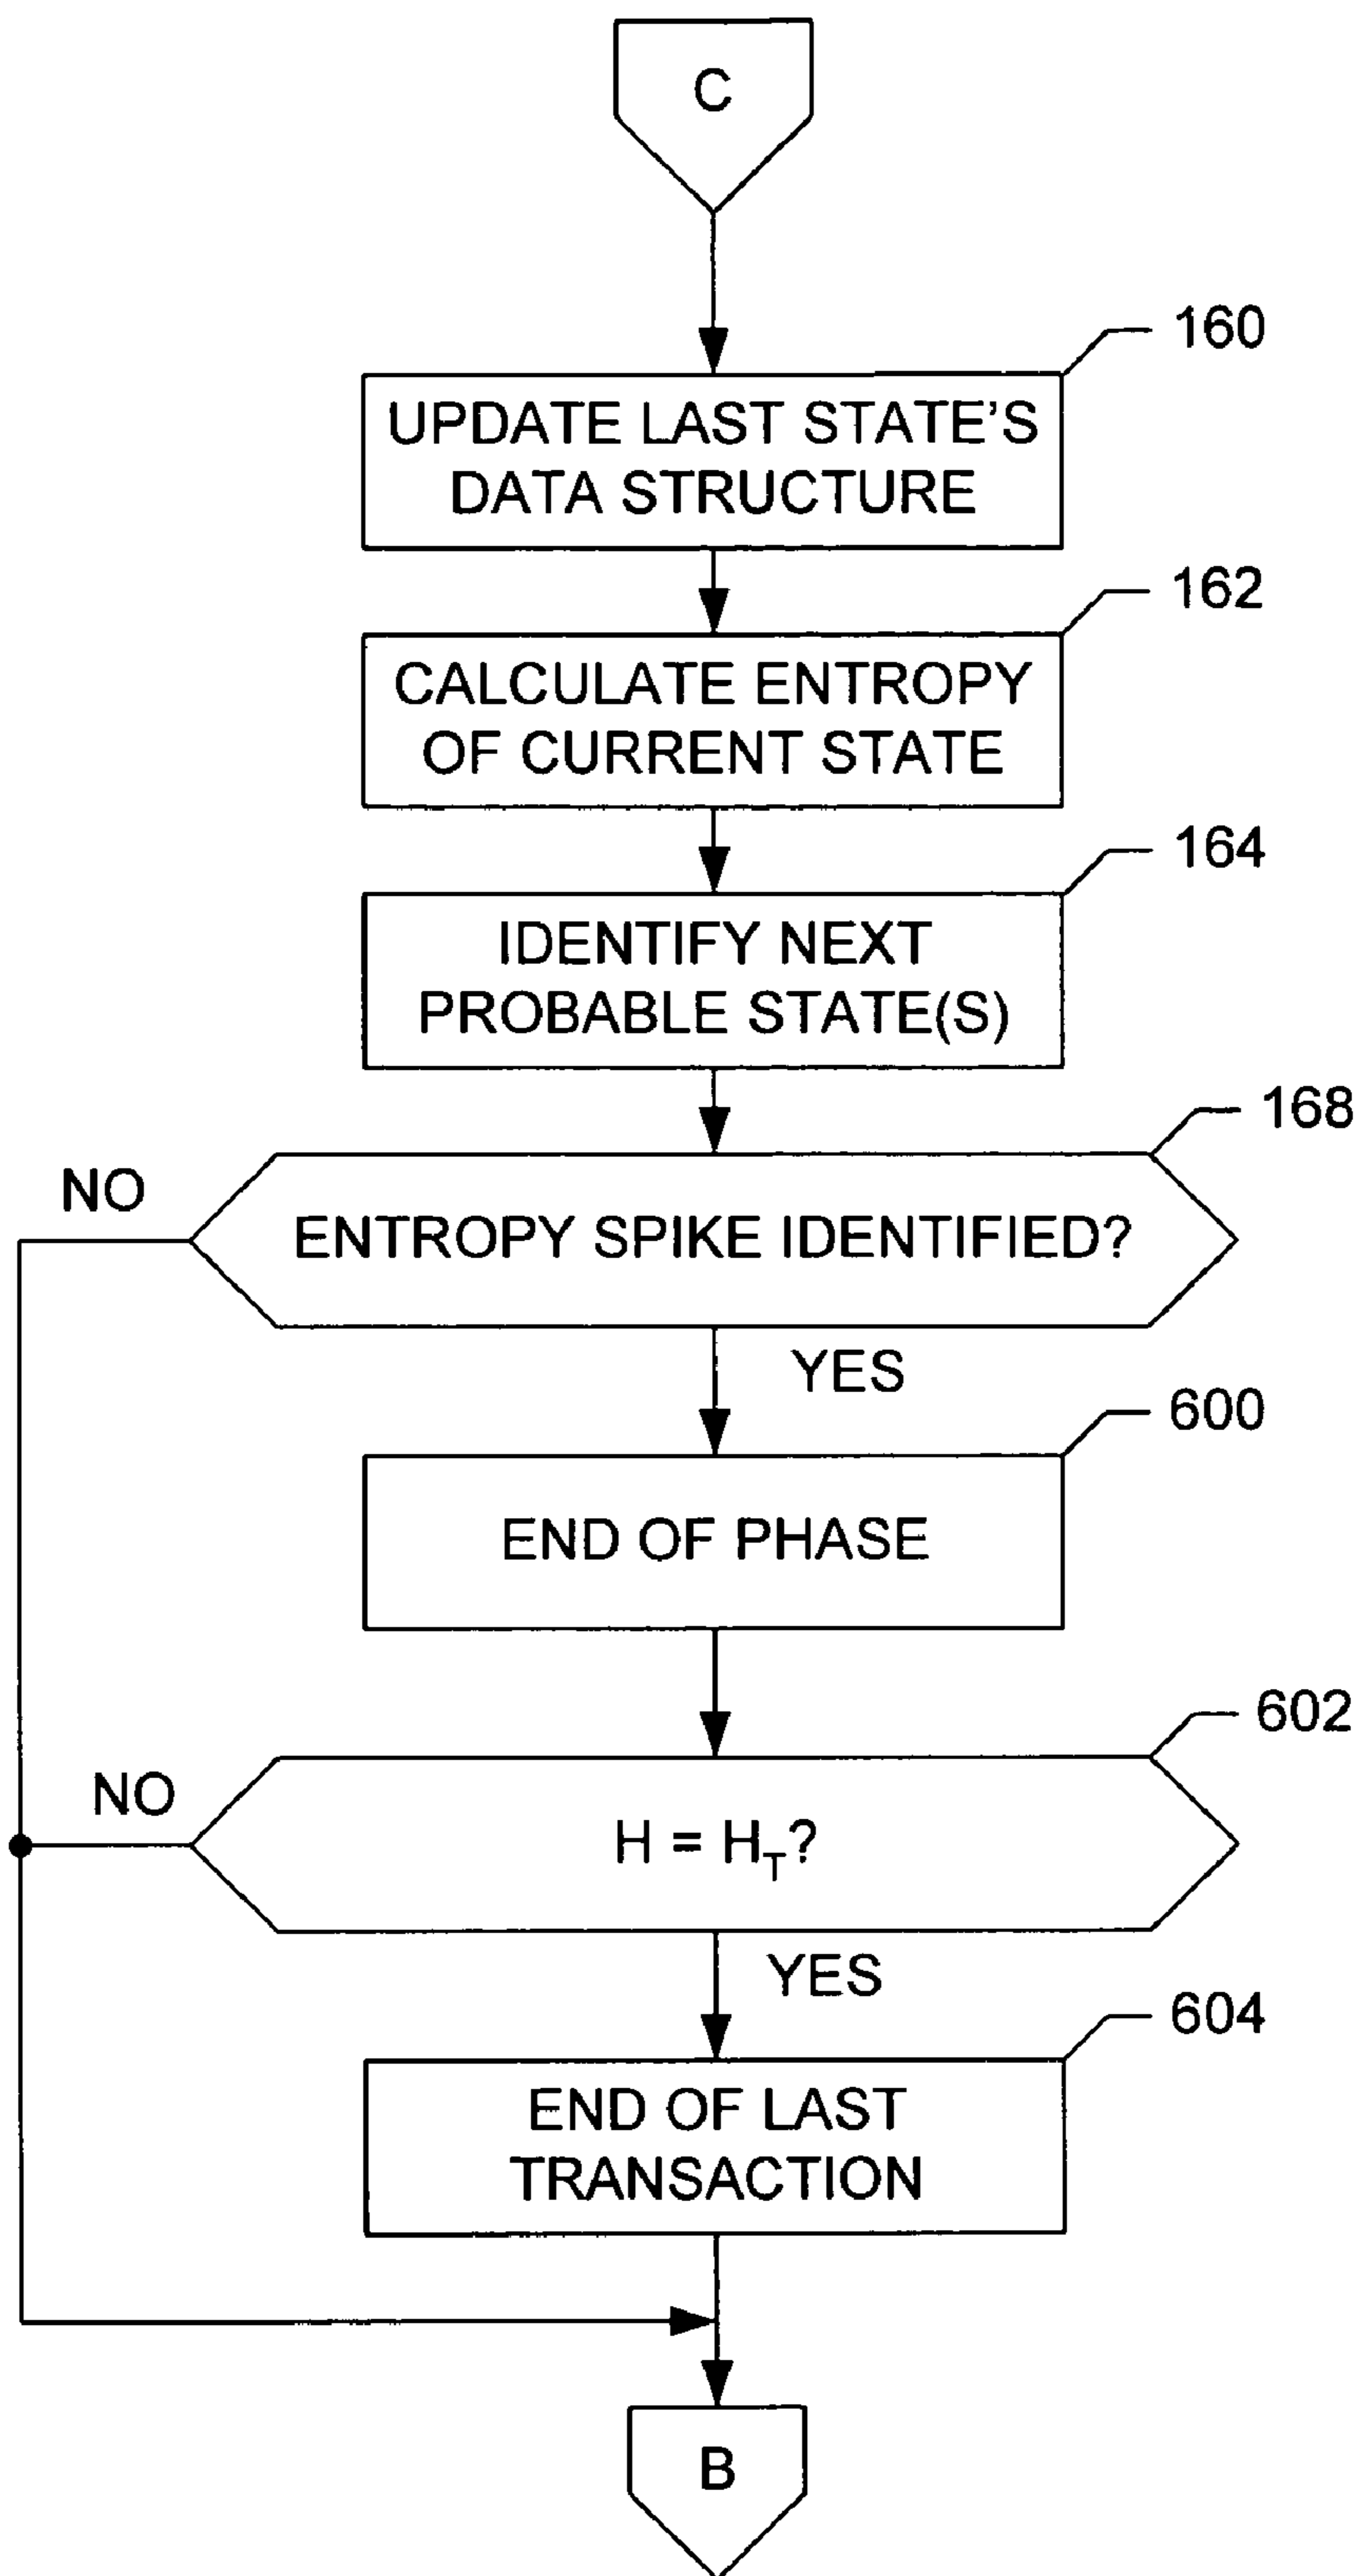 C
160
UPDATE LAST STATE'S
DATA STRUCTURE
162
CALCULATE ENTROPY
OF CURRENT STATE
164
IDENTIFY NEXT
PROBABLE STATE(S)
168
NO
ENTROPY SPIKE IDENTIFIED?
YES
600
END OF PHASE
602
NO
H = H_T?
YES
604
END OF LAST
TRANSACTION
B